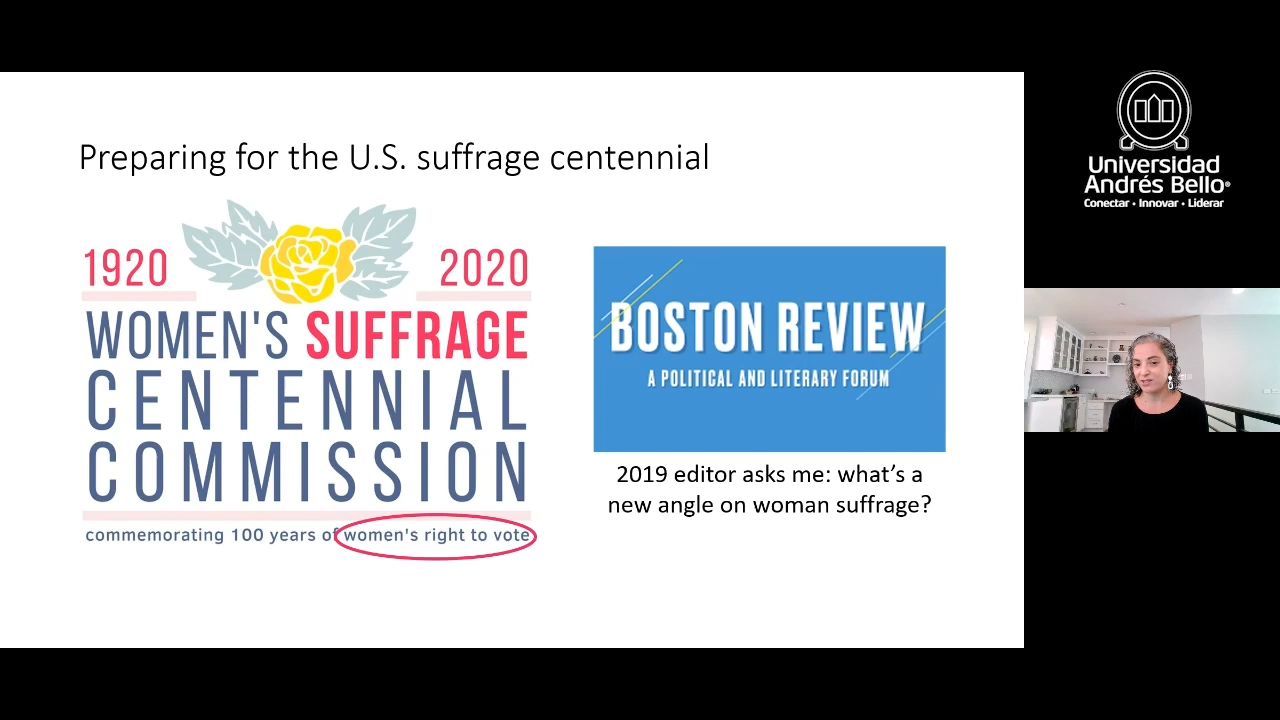 Preparing for the U.S. suffrage centennial
1920
2020
WOMEN'S SUFFRAGE
CENTENNIAL
COMMISSION
commemorating 100 years of women's right to vote
BOSTON REVIEW
A POLITICAL AND LITERARY FORUM
2019 editor asks me: what’s a
new angle on woman suffrage?
Universidad
Andrés Bello®
Conectar • Innovar • Liderar